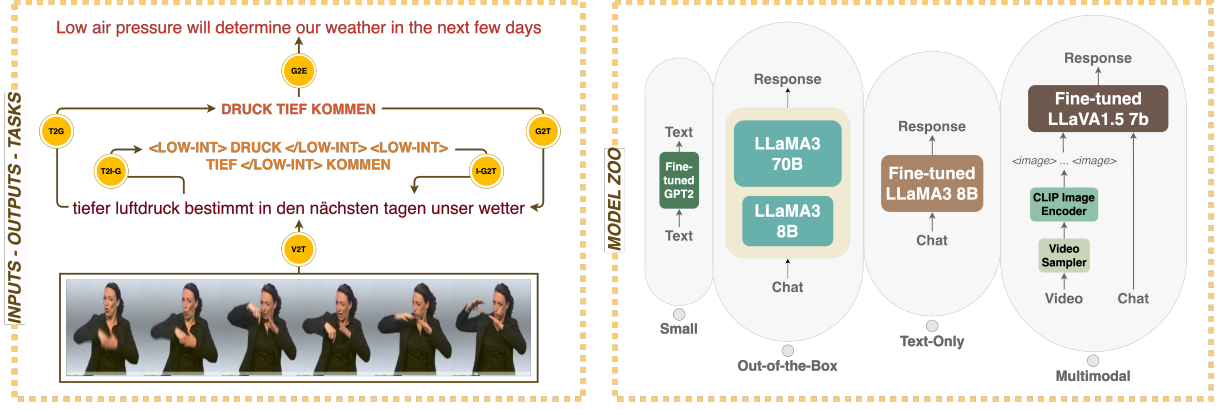 INPUTS - OUTPUTS - TASKS
Low air pressure will determine our weather in the next few days
G2E
DRUCK TIEF KOMMEN
T2G
G2T
<LOW-INT> DRUCK </LOW-INT> <LOW-INT>
TIEF </LOW-INT> KOMMEN
T2I-G
I-G2T
tiefer luftdruck bestimmt in den nächsten tagen unser wetter
V2T
MODEL ZOO
Text
Fine-
tuned
GPT2
Text
Small
Response
LLaMA3
70B
LLaMA3
8B
Chat
Out-of-the-Box
Response
Fine-tuned
LLaMA3 8B
Chat
Text-Only
Response
Fine-tuned
LLaVA1.5 7b
<image> ... <image>
CLIP Image
Encoder
Video
Sampler
Video
Chat
Multimodal